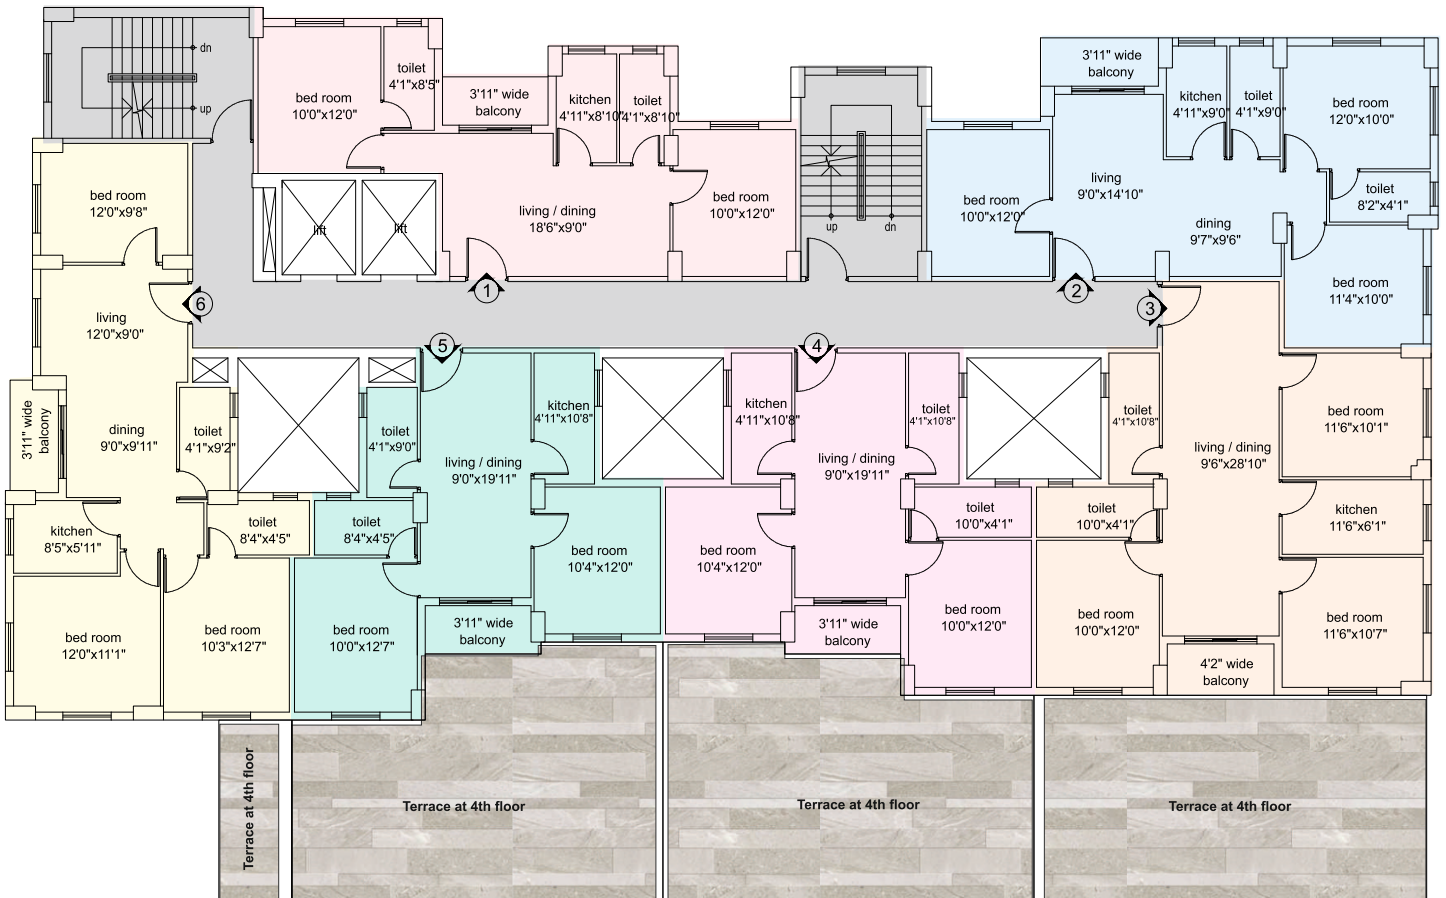 dn
up
bed room
10'0"x12'0"
toilet
4'1"x8'5"
3'11" wide
balcony
kitchen
4'11"x8'10"
toilet
4'1"x8'10"
living / dining
18'6"x9'0"
bed room
10'0"x12'0"
lift
lift
1
up
dn
3'11" wide
balcony
kitchen
4'11"x9'0"
toilet
4'1"x9'0"
bed room
12'0"x10'0"
living
9'0"x14'10"
bed room
10'0"x12'0"
dining
9'7"x9'6"
toilet
8'2"x4'1"
bed room
11'4"x10'0"
2
3
bed room
12'0"x9'8"
6
living
12'0"x9'0"
3'11" wide
balcony
dining
9'0"x9'11"
toilet
4'1"x9'2"
kitchen
8'5"x5'11"
toilet
8'4"x4'5"
bed room
12'0"x11'1"
bed room
10'3"x12'7"
5
toilet
4'1"x9'0"
living / dining
9'0"x19'11"
kitchen
4'11"x10'8"
toilet
8'4"x4'5"
bed room
10'4"x12'0"
bed room
10'0"x12'7"
3'11" wide
balcony
4
kitchen
4'11"x10'8"
living / dining
9'0"x19'11"
toilet
4'1"x10'8"
toilet
10'0"x4'1"
bed room
10'4"x12'0"
3'11" wide
balcony
bed room
10'0"x12'0"
toilet
4'1"x10'8"
living / dining
9'6"x28'10"
bed room
11'6"x10'1"
toilet
10'0"x4'1"
kitchen
11'6"x6'1"
bed room
10'0"x12'0"
bed room
11'6"x10'7"
4'2" wide
balcony
Terrace at 4th floor
Terrace at 4th floor
Terrace at 4th floor
Terrace at 4th floor